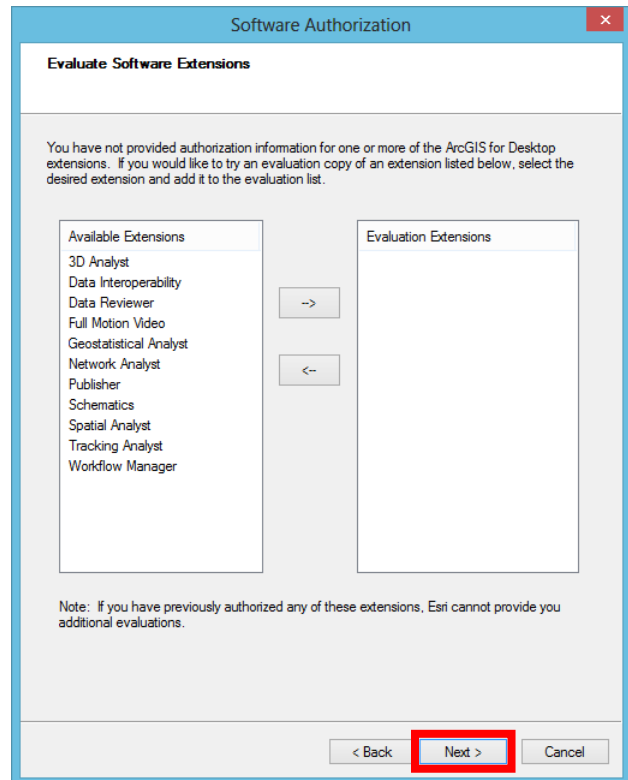 Software Authorization
×
Evaluate Software Extensions
You have not provided authorization information for one or more of the ArcGIS for Desktop
extensions. If you would like to try an evaluation copy of an extension listed below, select the
desired extension and add it to the evaluation list.
Available Extensions
3D Analyst
Data Interoperability
Data Reviewer
Full Motion Video
Geostatistical Analyst
Network Analyst
Publisher
Schematics
Spatial Analyst
Tracking Analyst
Workflow Manager
-->
<--
Evaluation Extensions
Note: If you have previously authorized any of these extensions, Esri cannot provide you
additional evaluations.
< Back Next > Cancel